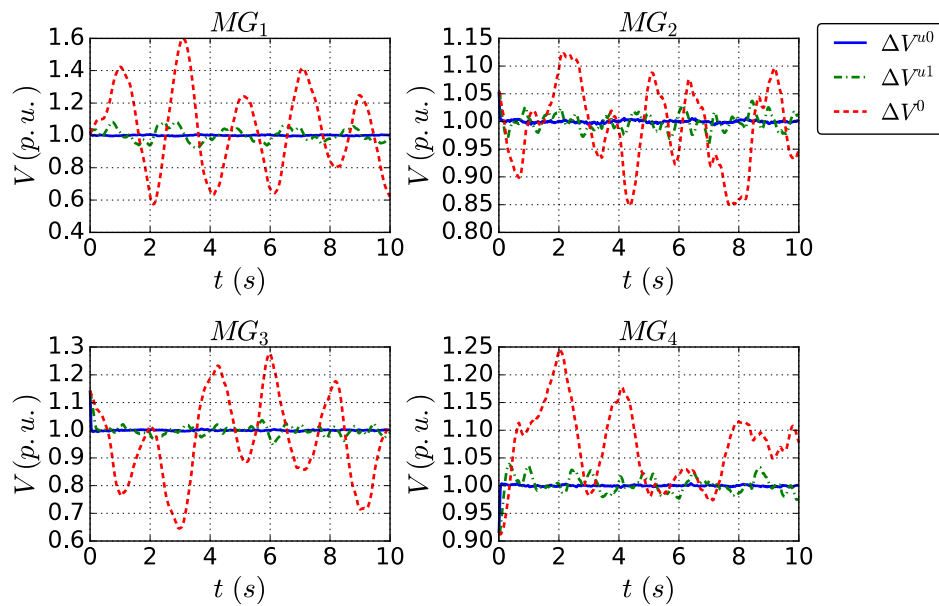 MG₁
1.6
1.4
1.2
1.0
0.8
0.6
0.4
V (p. u.)
0 2 4 6 8 10
t (s)
MG₂
1.15
1.10
1.05
1.00
0.95
0.90
0.85
0.80
V (p. u.)
0 2 4 6 8 10
t (s)
ΔV^{u0}
ΔV^{u1}
ΔV^{0}
MG₃
1.3
1.2
1.1
1.0
0.9
0.8
0.7
0.6
V (p. u.)
0 2 4 6 8 10
t (s)
MG₄
1.25
1.20
1.15
1.10
1.05
1.00
0.95
0.90
V (p. u.)
0 2 4 6 8 10
t (s)